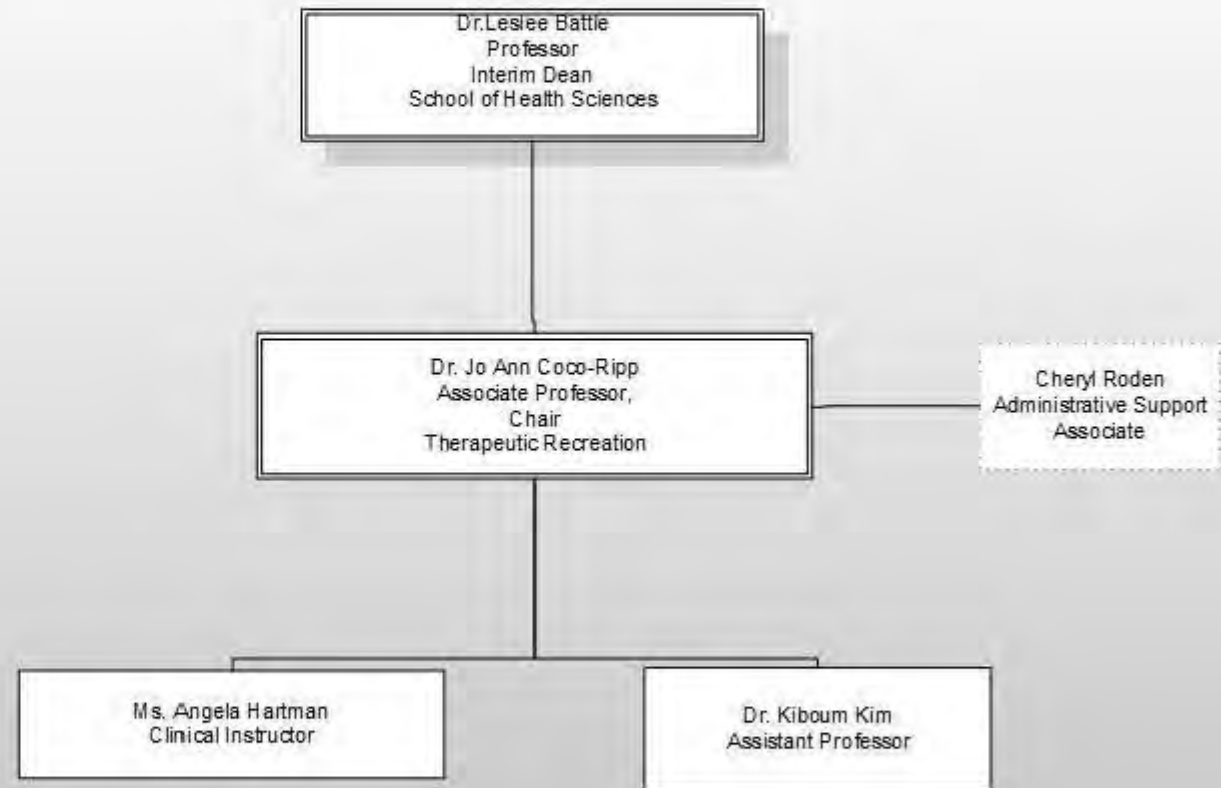 Dr.Leslee Battle
Professor
Interim Dean
School of Health Sciences
Dr. Jo Ann Coco-Ripp
Associate Professor,
Chair
Therapeutic Recreation
Cheryl Roden
Administrative Support
Associate
Ms. Angela Hartman
Clinical Instructor
Dr. Kiboum Kim
Assistant Professor